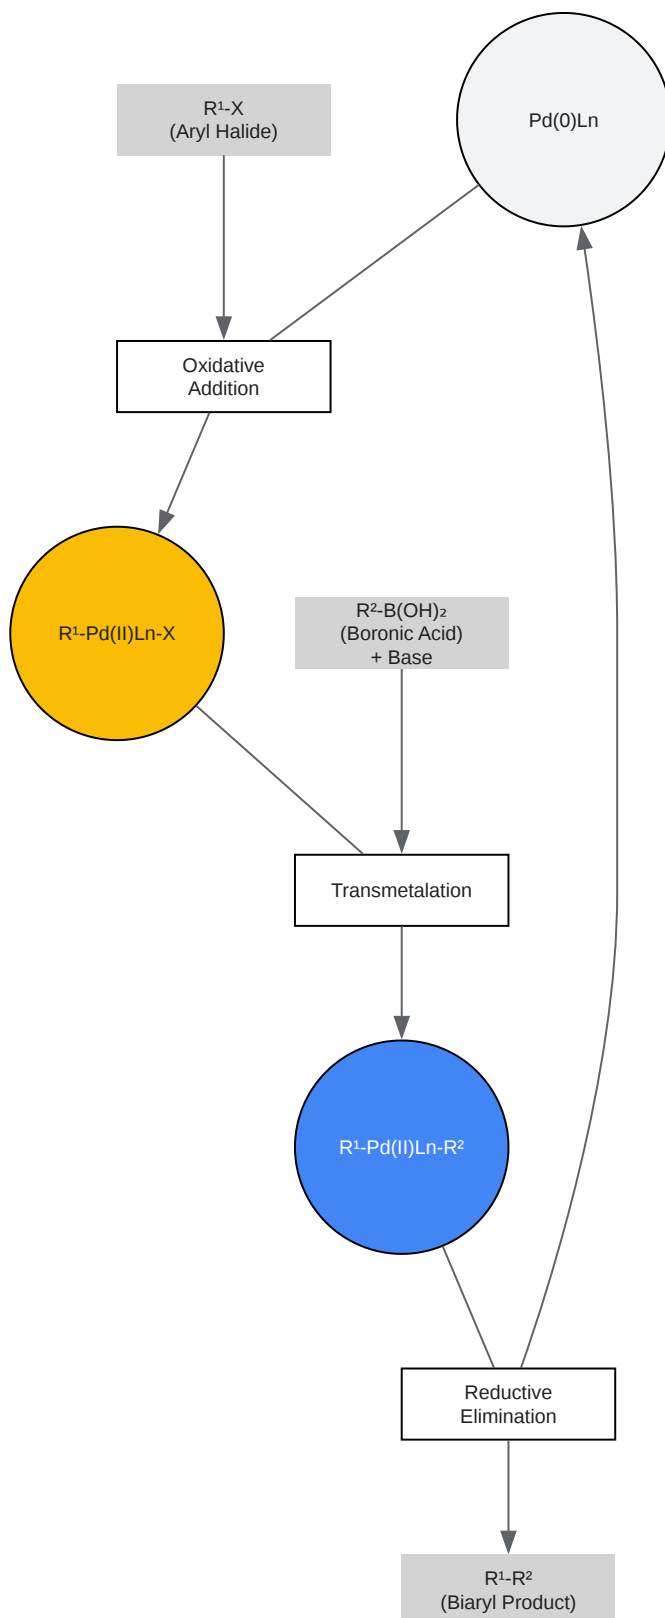 R¹-X
(Aryl Halide)
Pd(0)Ln
Oxidative
Addition
R¹-Pd(II)Ln-X
R²-B(OH)₂
(Boronic Acid)
+ Base
Transmetalation
R¹-Pd(II)Ln-R²
Reductive
Elimination
R¹-R²
(Biaryl Product)